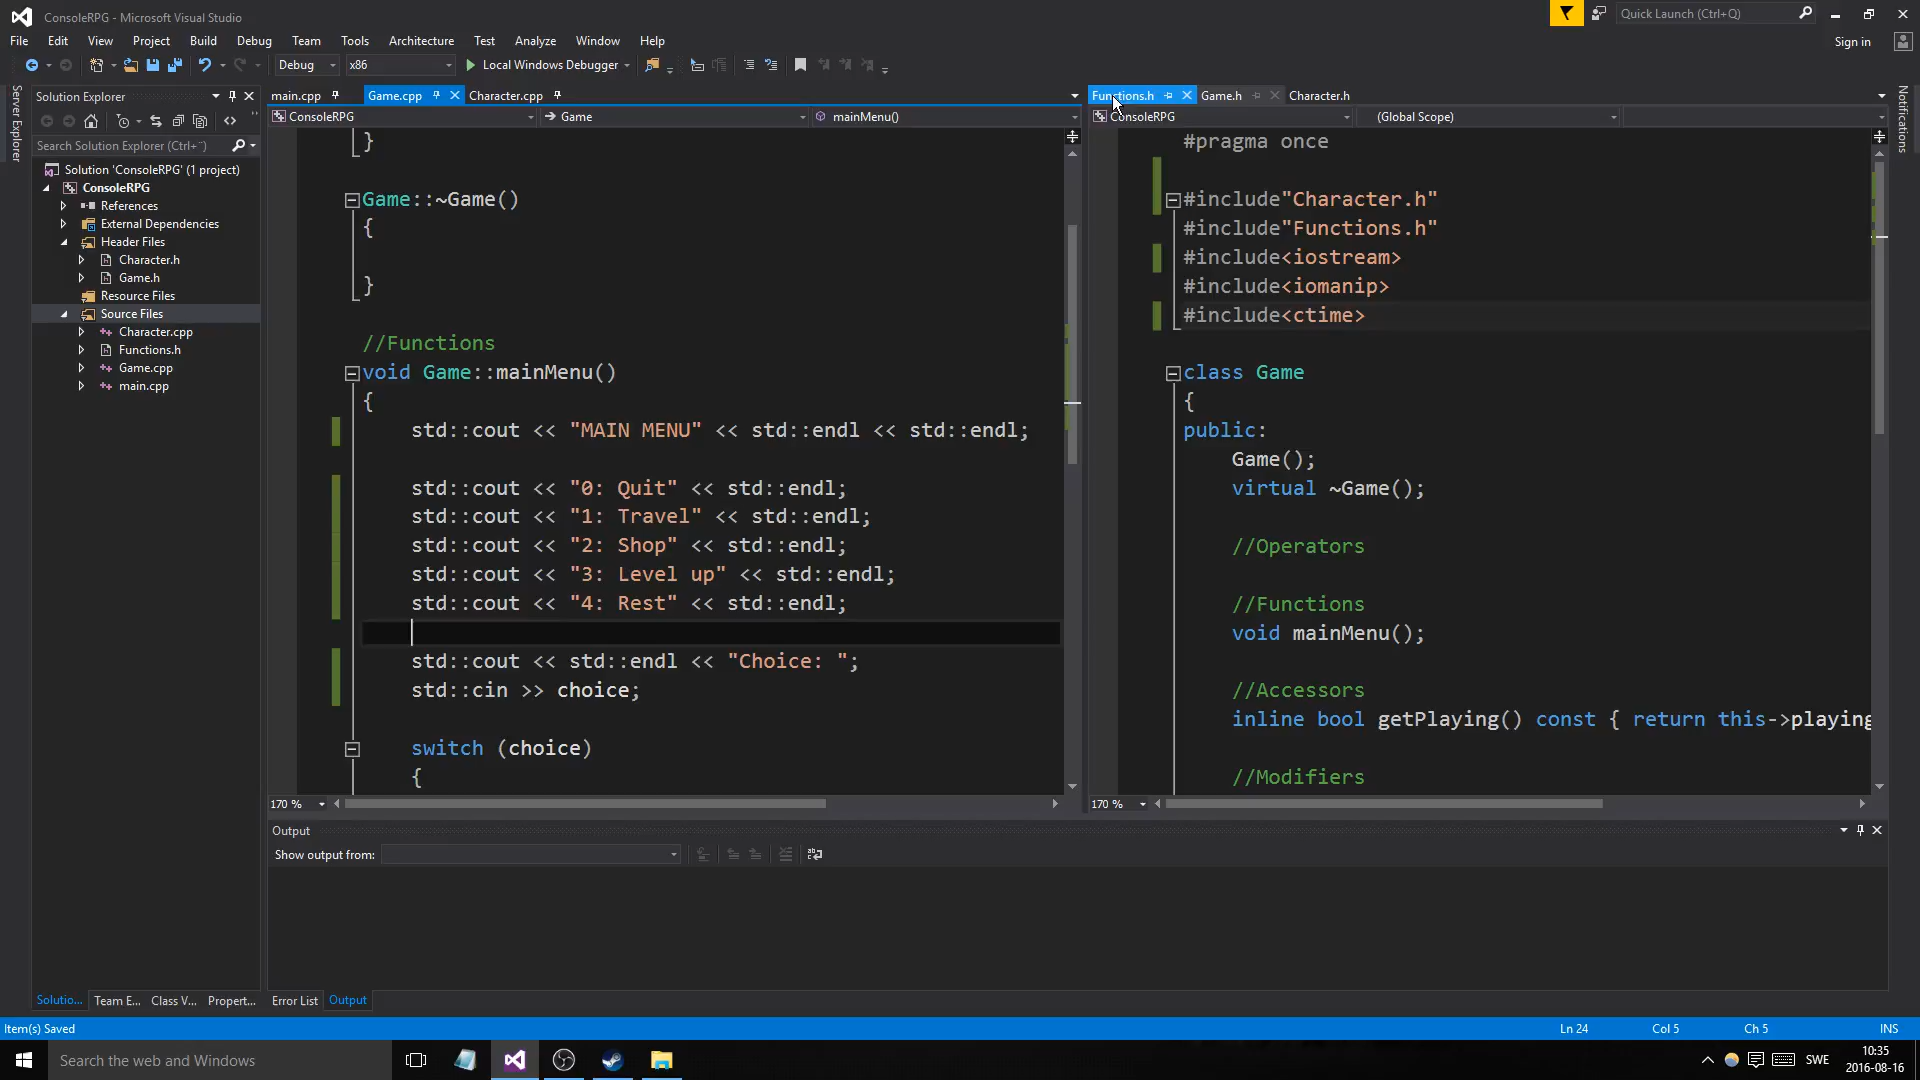 ConsoleRPG - Microsoft Visual Studio
Quick Launch (Ctrl+Q)
File Edit View Project Build Debug Team Tools Architecture Test Analyze Window Help
Sign in
Debug x86 Local Windows Debugger
Server Explorer
Solution Explorer
Search Solution Explorer (Ctrl+¨)
Solution 'ConsoleRPG' (1 project)
ConsoleRPG
References
External Dependencies
Header Files
Character.h
Game.h
Resource Files
Source Files
Character.cpp
Functions.h
Game.cpp
main.cpp
Solutio... Team E... Class V... Propert...
main.cpp Game.cpp Character.cpp
ConsoleRPG Game mainMenu()
}
Game::~Game()
{
}
//Functions
void Game::mainMenu()
{
std::cout << "MAIN MENU" << std::endl << std::endl;
std::cout << "0: Quit" << std::endl;
std::cout << "1: Travel" << std::endl;
std::cout << "2: Shop" << std::endl;
std::cout << "3: Level up" << std::endl;
std::cout << "4: Rest" << std::endl;
std::cout << std::endl << "Choice: ";
std::cin >> choice;
switch (choice)
{
170 %
Functions.h Game.h Character.h
ConsoleRPG (Global Scope)
#pragma once
#include"Character.h"
#include"Functions.h"
#include<iostream>
#include<iomanip>
#include<ctime>
class Game
{
public:
Game();
virtual ~Game();
//Operators
//Functions
void mainMenu();
//Accessors
inline bool getPlaying() const { return this->playing
//Modifiers
170 %
Notifications
Output
Show output from:
Error List Output
Item(s) Saved
Ln 24 Col 5 Ch 5 INS
Search the web and Windows
SWE
10:35
2016-08-16